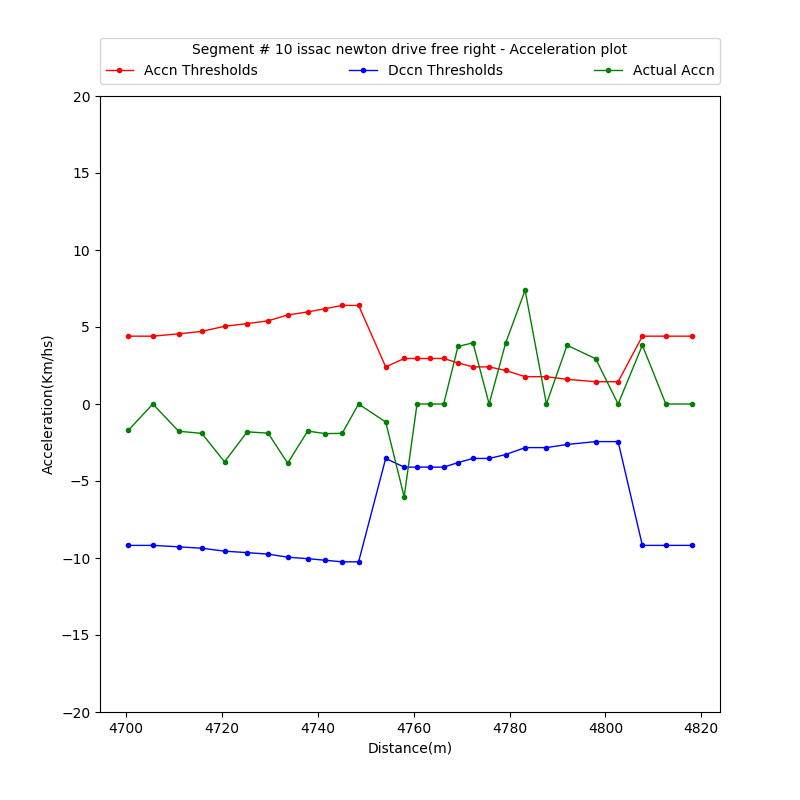 Segment # 10 issac newton drive free right - Acceleration plot
Accn Thresholds Dccn Thresholds Actual Accn
20
15
10
5
0
−5
−10
−15
−20
Acceleration(Km/hs)
4700 4720 4740 4760 4780 4800 4820
Distance(m)